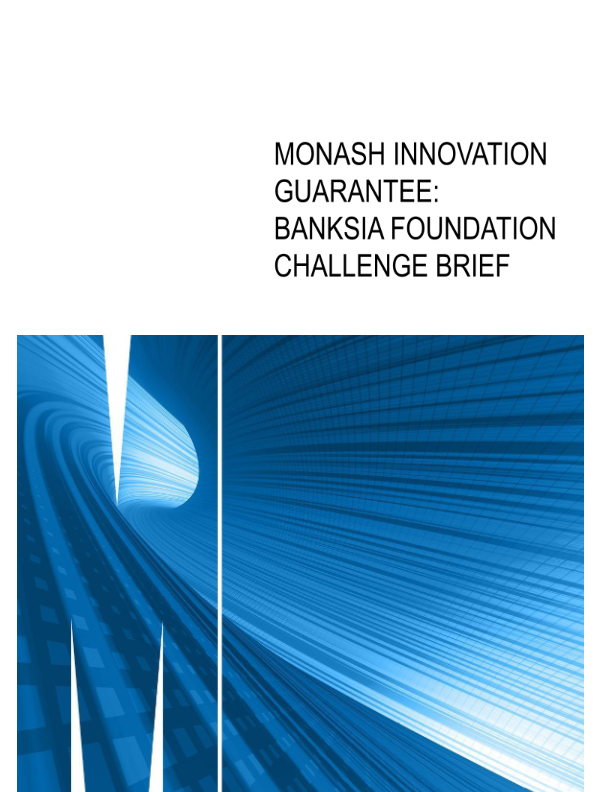 MONASH INNOVATION
GUARANTEE:
BANKSIA FOUNDATION
CHALLENGE BRIEF